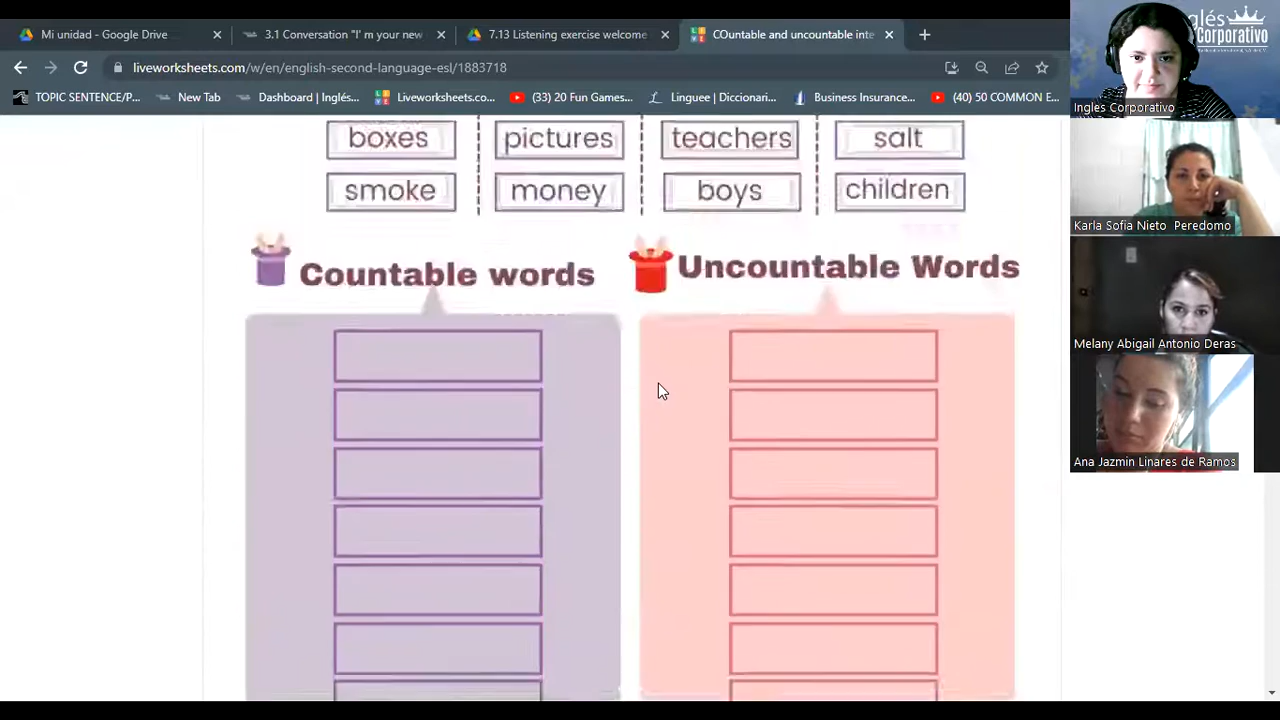 Mi unidad - Google Drive
3.1 Conversation "I' m your new
7.13 Listening exercise welcome
COuntable and uncountable inte
liveworksheets.com/w/en/english-second-language-esl/1883718
TOPIC SENTENCE/P...
New Tab
Dashboard | Inglés...
Liveworksheets.co...
(33) 20 Fun Games...
Linguee | Diccionari...
Business Insurance...
(40) 50 COMMON E...
boxes
pictures
teachers
salt
smoke
money
boys
children
Countable words
Uncountable Words
glés
Corporativo
Ingles Corporativo
Karla Sofia Nieto Peredomo
Melany Abigail Antonio Deras
Ana Jazmin Linares de Ramos